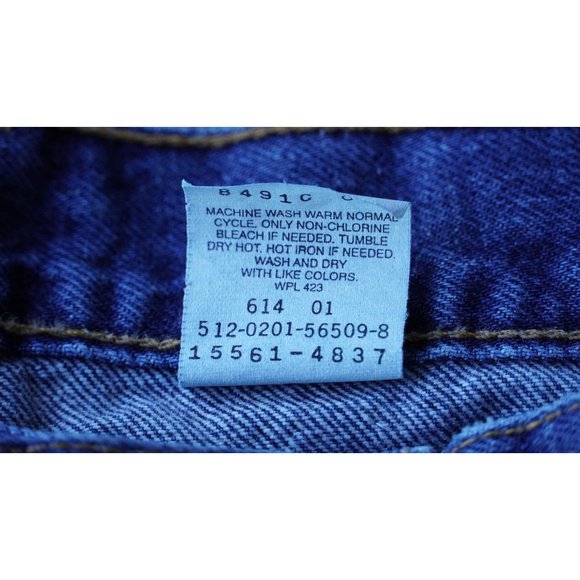 8491C
MACHINE WASH WARM NORMAL
CYCLE. ONLY NON-CHLORINE
BLEACH IF NEEDED. TUMBLE
DRY HOT. HOT IRON IF NEEDED.
WASH AND DRY
WITH LIKE COLORS.
WPL 423
614 01
512-0201-56509-8
15561-4837